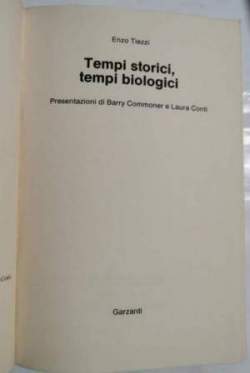 Enzo Tiezzi
Tempi storici,
tempi biologici
Presentazioni di Barry Commoner e Laura Conti
Garzanti